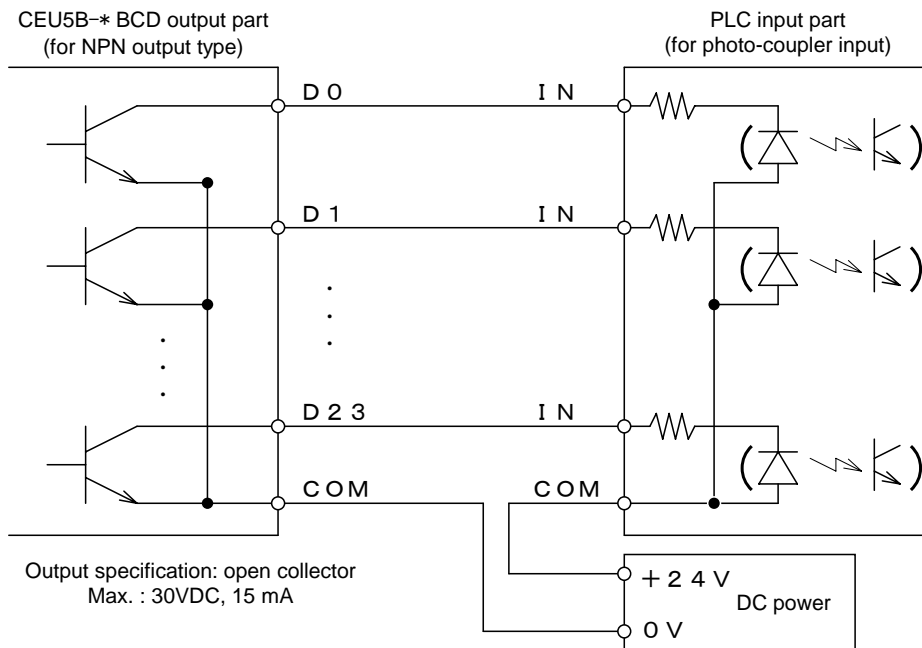 CEU5B-* BCD output part
(for NPN output type)
PLC input part
(for photo-coupler input)
D0
IN
D1
IN
D23
IN
COM
COM
Output specification: open collector
Max. : 30VDC, 15 mA
+24V
DC power
0V